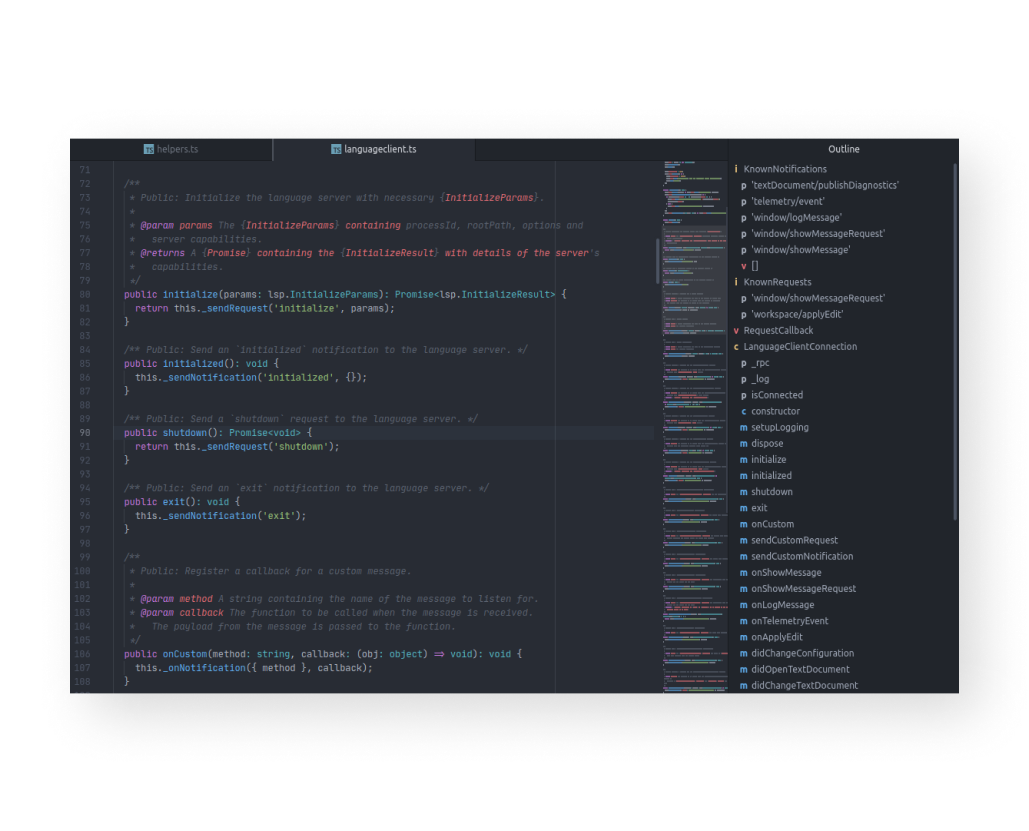 TS helpers.ts
TS languageclient.ts
Outline
71
72 /**
73 * Public: Initialize the language server with necessary {InitializeParams}.
74 *
75 * @param params The {InitializeParams} containing processId, rootPath, options and
76 *   server capabilities.
77 * @returns A {Promise} containing the {InitializeResult} with details of the server's
78 *   capabilities.
79 */
80 public initialize(params: lsp.InitializeParams): Promise<lsp.InitializeResult> {
81 return this._sendRequest('initialize', params);
82 }
83
84 /** Public: Send an `initialized` notification to the language server. */
85 public initialized(): void {
86 this._sendNotification('initialized', {});
87 }
88
89 /** Public: Send a `shutdown` request to the language server. */
90 public shutdown(): Promise<void> {
91 return this._sendRequest('shutdown');
92 }
93
94 /** Public: Send an `exit` notification to the language server. */
95 public exit(): void {
96 this._sendNotification('exit');
97 }
98
99 /**
100 * Public: Register a callback for a custom message.
101 *
102 * @param method A string containing the name of the message to listen for.
103 * @param callback The function to be called when the message is received.
104 *   The payload from the message is passed to the function.
105 */
106 public onCustom(method: string, callback: (obj: object) => void): void {
107 this._onNotification({ method }, callback);
108 }
i KnownNotifications
p 'textDocument/publishDiagnostics'
p 'telemetry/event'
p 'window/logMessage'
p 'window/showMessageRequest'
p 'window/showMessage'
v []
i KnownRequests
p 'window/showMessageRequest'
p 'workspace/applyEdit'
v RequestCallback
c LanguageClientConnection
p _rpc
p _log
p isConnected
c constructor
m setupLogging
m dispose
m initialize
m initialized
m shutdown
m exit
m onCustom
m sendCustomRequest
m sendCustomNotification
m onShowMessage
m onShowMessageRequest
m onLogMessage
m onTelemetryEvent
m onApplyEdit
m didChangeConfiguration
m didOpenTextDocument
m didChangeTextDocument